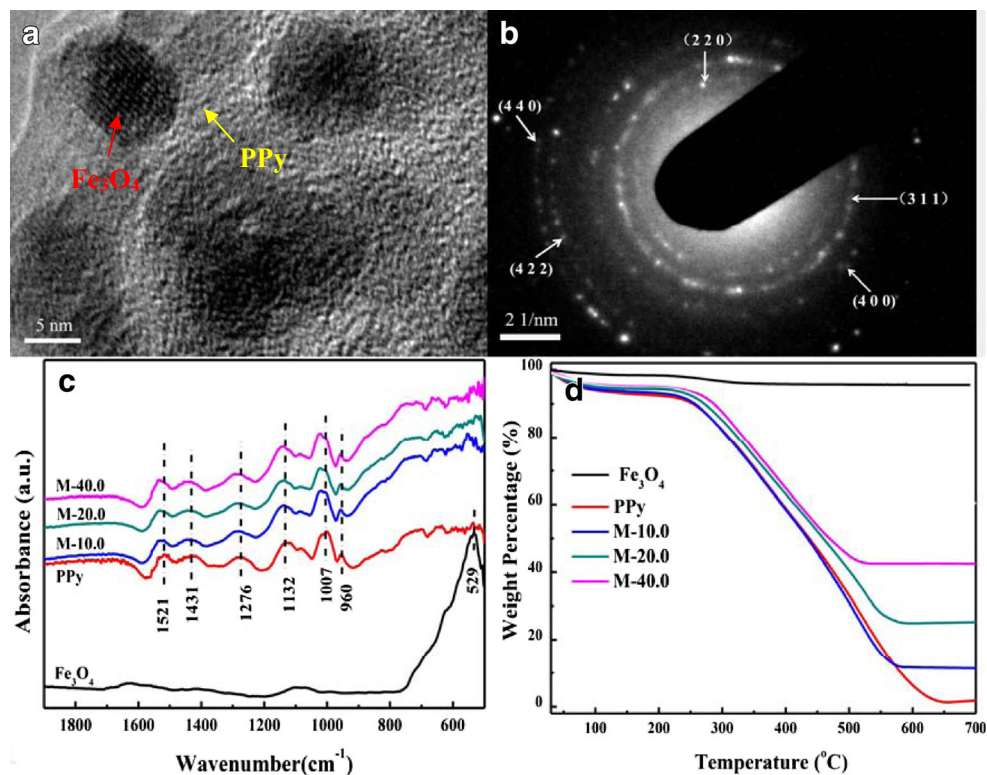 a
Fe₃O₄
PPy
5 nm
b
(2 2 0)
(4 4 0)
(3 1 1)
(4 2 2)
(4 0 0)
2 1/nm
c
Absorbance (a.u.)
M-40.0
M-20.0
M-10.0
PPy
Fe₃O₄
1521
1431
1276
1132
1007
960
529
1800 1600 1400 1200 1000 800 600
Wavenumber(cm⁻¹)
d
Weight Percentage (%)
100
80
60
40
20
0
Fe₃O₄
PPy
M-10.0
M-20.0
M-40.0
100 200 300 400 500 600 700
Temperature (°C)